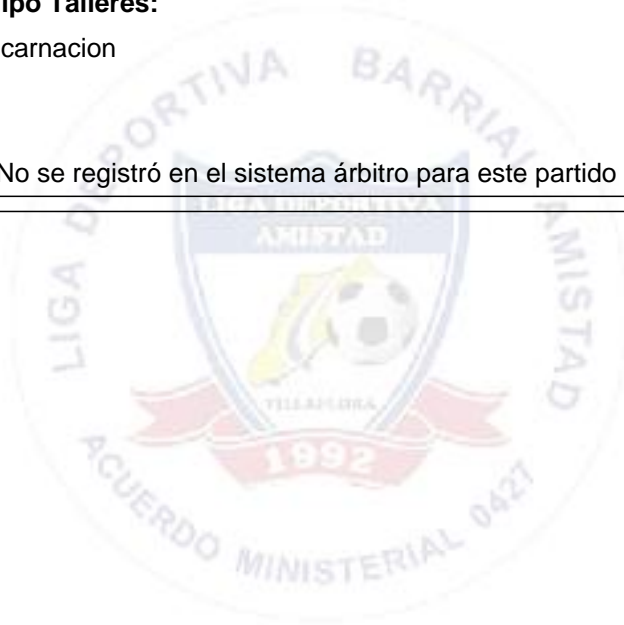 ipo Talleres:
carnacion
No se registró en el sistema árbitro para este partido
LIGA DEPORTIVA BARRIAL AMISTAD
LIGA DEPORTIVA
AMISTAD
VILLAFLORA
1992
ACUERDO MINISTERIAL 0427